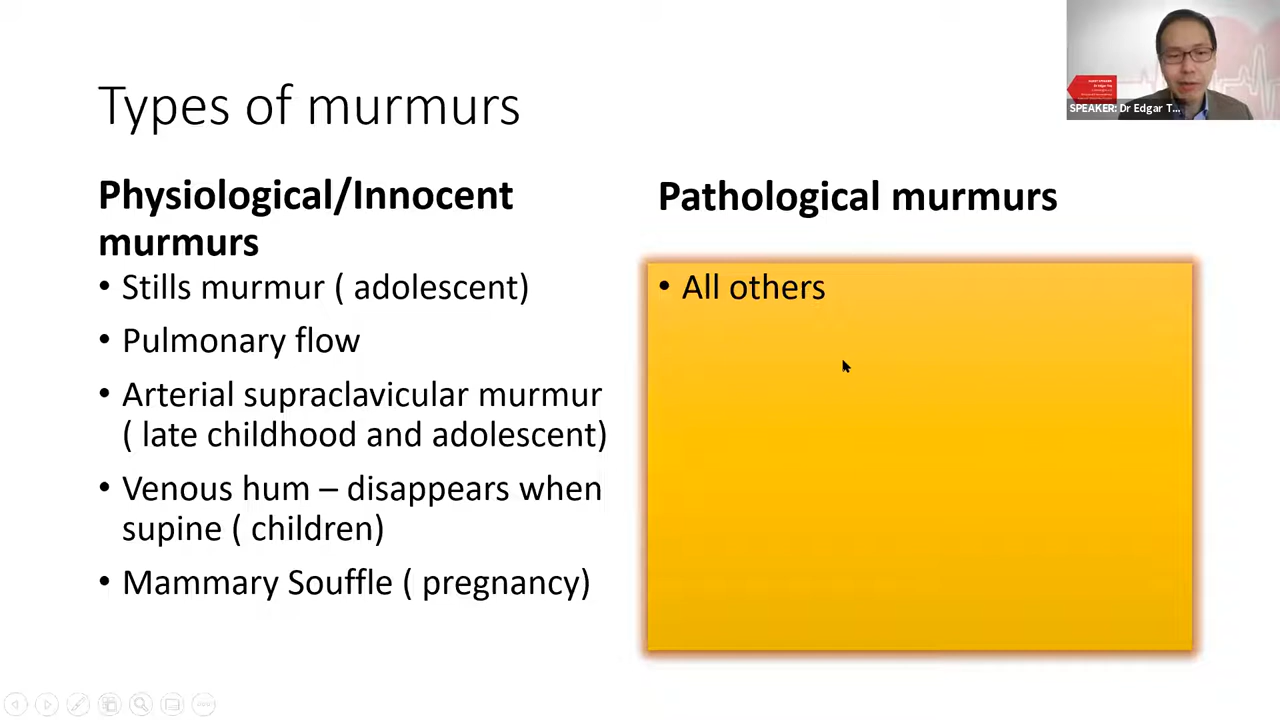 Types of murmurs
Physiological/Innocent
murmurs
• Stills murmur ( adolescent)
• Pulmonary flow
• Arterial supraclavicular murmur
( late childhood and adolescent)
• Venous hum – disappears when
supine ( children)
• Mammary Souffle ( pregnancy)
Pathological murmurs
• All others
SPEAKER: Dr Edgar T...